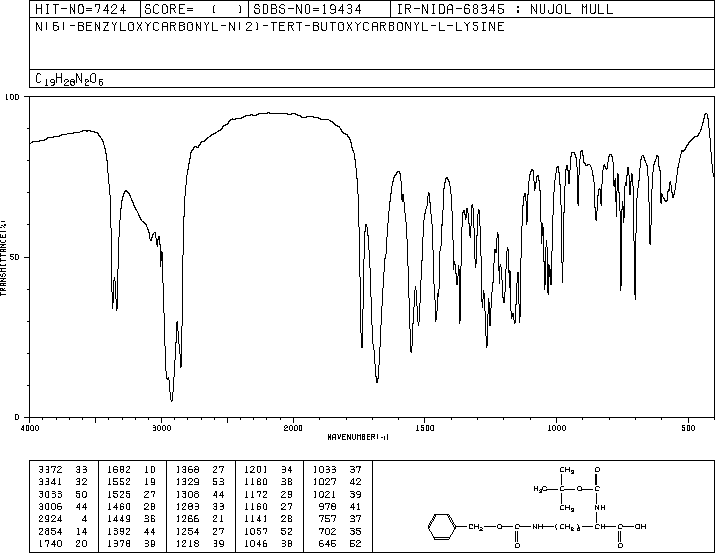 HIT-NO=7424 SCORE= ( ) SDBS-NO=19434 IR-NIDA-68345 : NUJOL MULL
N(6)-BENZYLOXYCARBONYL-N(2)-TERT-BUTOXYCARBONYL-L-LYSINE
C19H28N2O6
100
50
0
TRANSMITTANCE(%)
4000 3000 2000 1500 1000 500
WAVENUMBER(-1)
3372 33 1682 10 1368 27 1201 34 1033 37
3341 32 1552 19 1329 53 1180 38 1027 42
3033 50 1525 27 1308 44 1172 29 1021 39
3006 44 1460 28 1283 33 1160 27 978 41
2924 4 1449 36 1266 21 1141 28 757 37
2854 14 1392 44 1254 27 1057 52 702 35
1740 20 1378 39 1218 39 1046 38 646 52
CH3 O
H3C C O C
CH3 NH
CH2 O C NH (CH2)4 C C OH
O H O